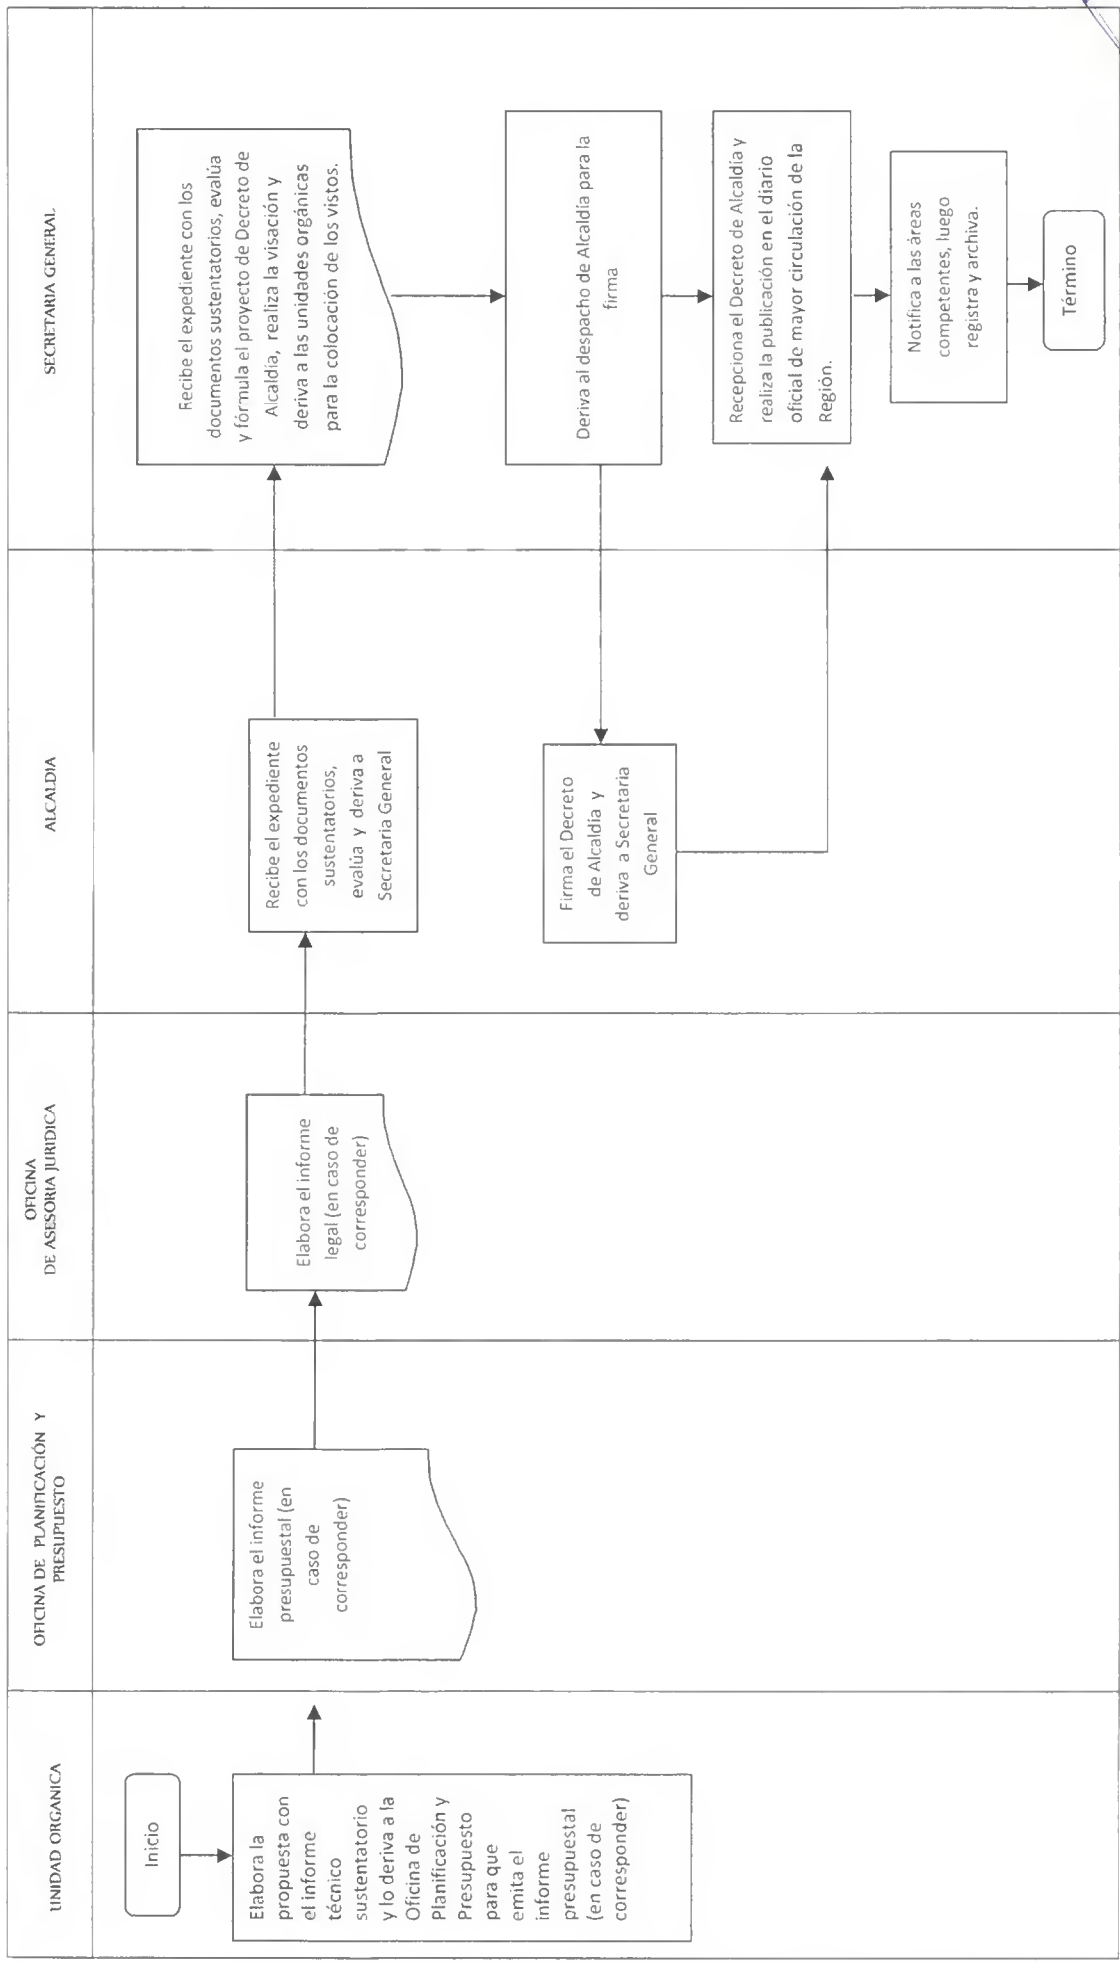 UNIDAD ORGANICA
OFICINA DE PLANIFICACIÓN Y
PRESUPUESTO
OFICINA
DE ASESORIA JURIDICA
ALCALDIA
SECRETARIA GENERAL
Inicio
Elabora la
propuesta con
el informe
técnico
sustentatorio
y lo deriva a la
Oficina de
Planificación y
Presupuesto
para que
emita el
informe
presupuestal
(en caso de
corresponder)
Elabora el informe
presupuestal (en
caso de
corresponder)
Elabora el informe
legal (en caso de
corresponder)
Recibe el expediente
con los documentos
sustentatorios,
evalúa y deriva a
Secretaria General
Recibe el expediente con los
documentos sustentatorios, evalúa
y fórmula el proyecto de Decreto de
Alcaldía, realiza la visación y
deriva a las unidades orgánicas
para la colocación de los vistos.
Deriva al despacho de Alcaldía para la
firma
Firma el Decreto
de Alcaldía y
deriva a Secretaria
General
Recepciona el Decreto de Alcaldía y
realiza la publicación en el diario
oficial de mayor circulación de la
Región.
Notifica a las áreas
competentes, luego
registra y archiva.
Término